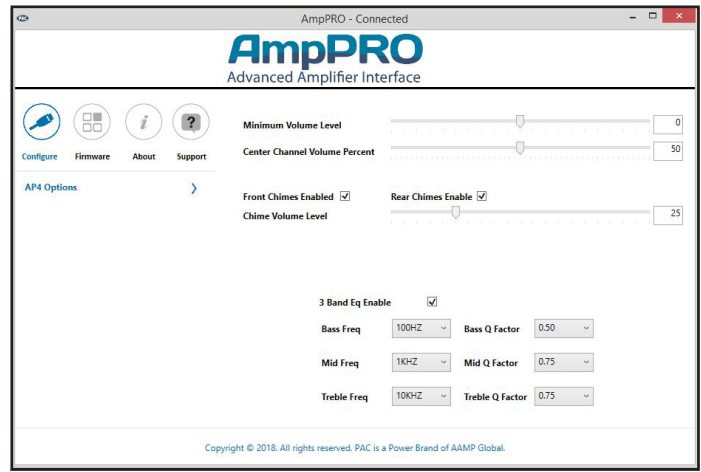 PAC
AmpPRO - Connected
AmpPRO
Advanced Amplifier Interface
Configure Firmware About Support
AP4 Options
Minimum Volume Level 0
Center Channel Volume Percent 50
Front Chimes Enabled Rear Chimes Enable
Chime Volume Level 25
3 Band Eq Enable
Bass Freq 100HZ Bass Q Factor 0.50
Mid Freq 1KHZ Mid Q Factor 0.75
Treble Freq 10KHZ Treble Q Factor 0.75
Copyright © 2018. All rights reserved. PAC is a Power Brand of AAMP Global.